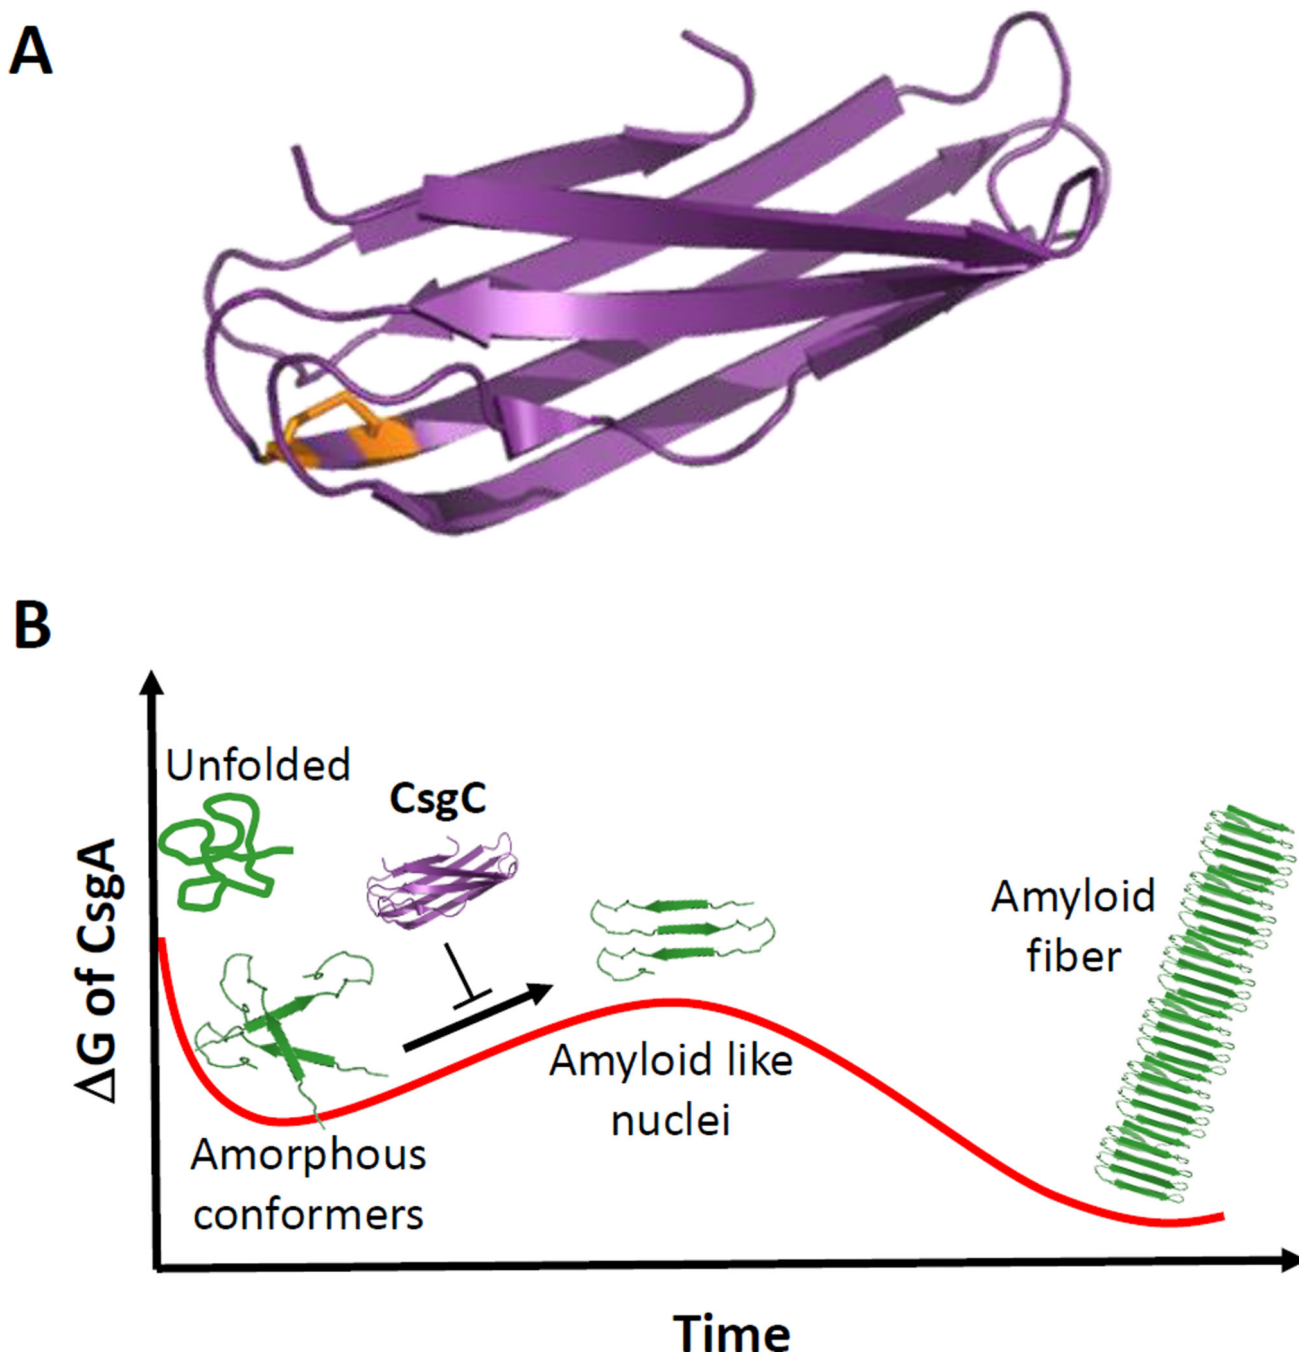 A
B
Unfolded
CsgC
ΔG of CsgA
Amyloid
fiber
Amyloid like
nuclei
Amorphous
conformers
Time